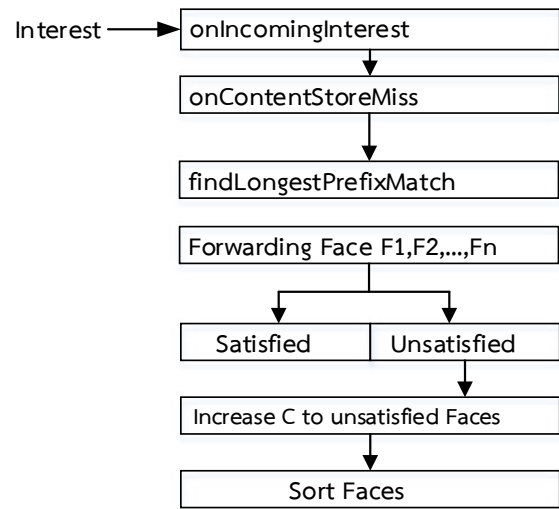 Interest
onIncomingInterest
onContentStoreMiss
findLongestPrefixMatch
Forwarding Face F1,F2,...,Fn
Satisfied
Unsatisfied
Increase C to unsatisfied Faces
Sort Faces